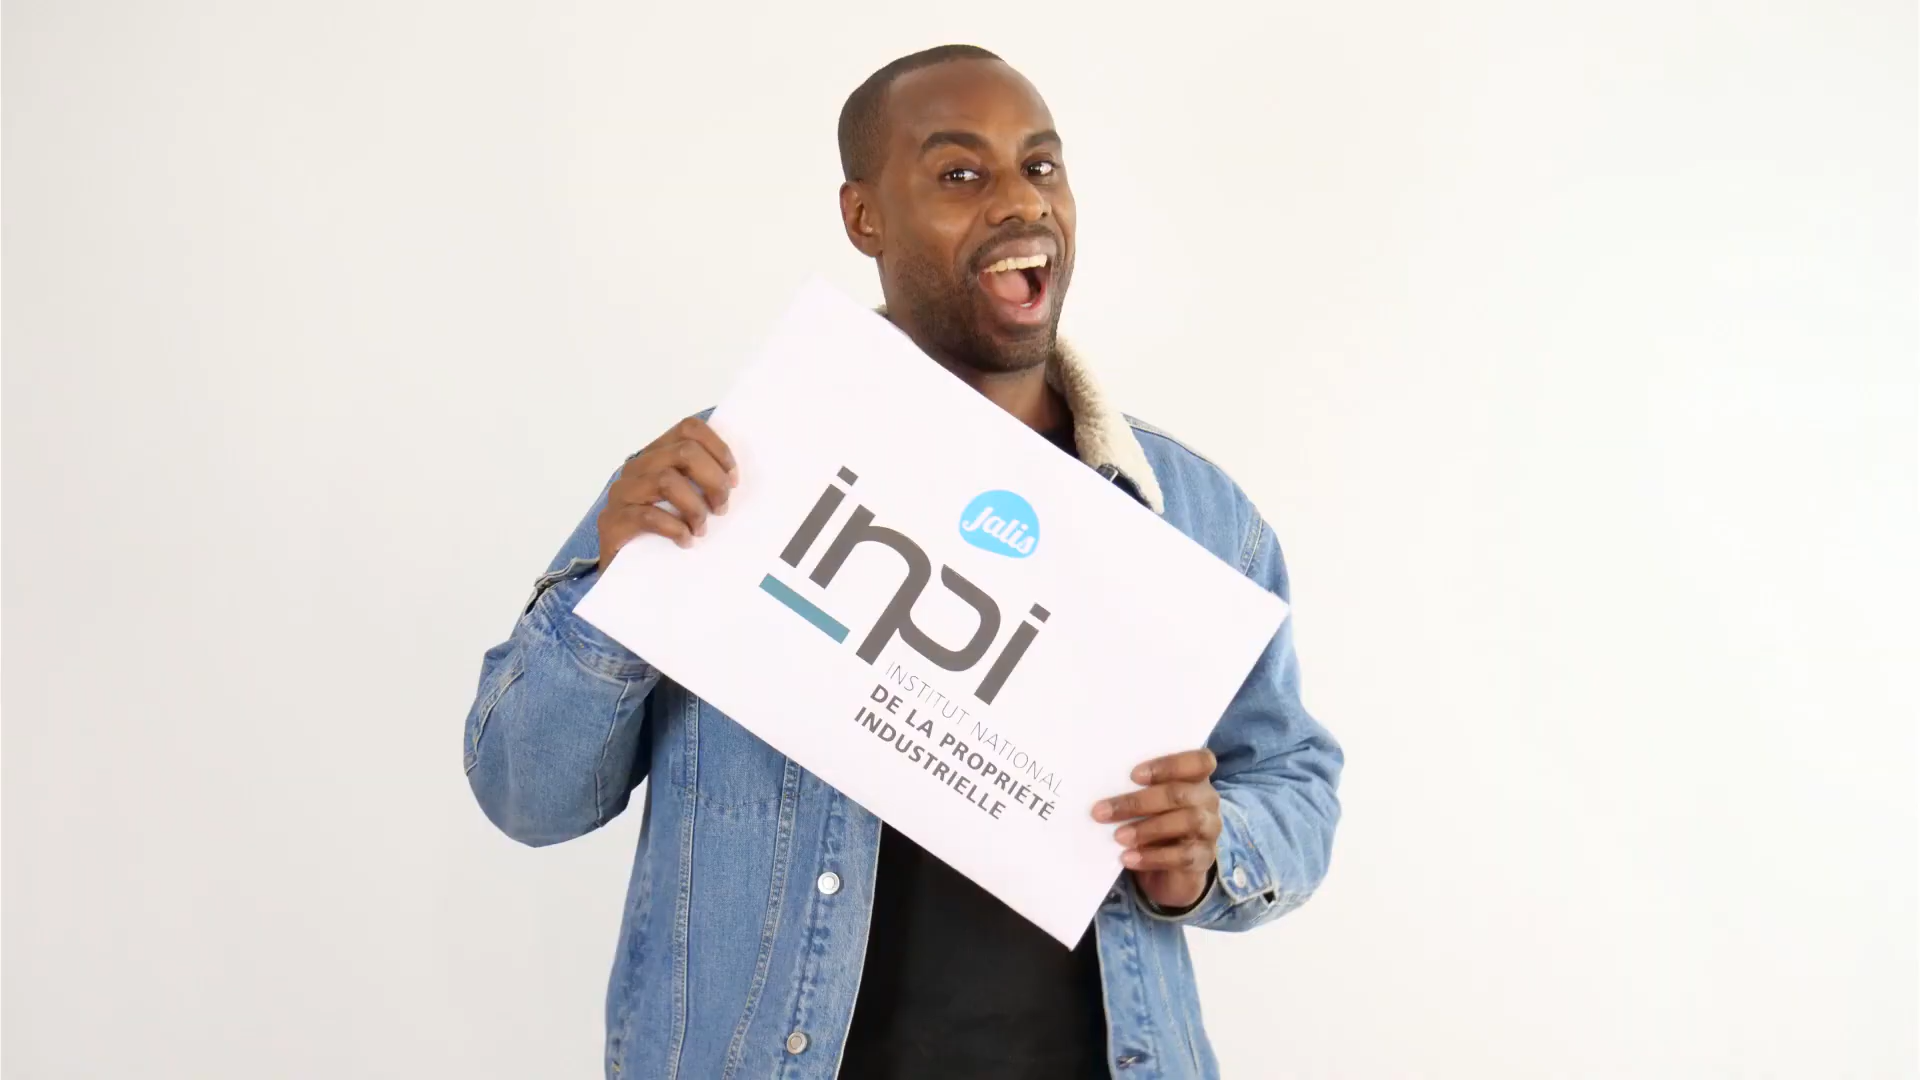 Jalis
inpi
INSTITUT NATIONAL
DE LA PROPRIÉTÉ
INDUSTRIELLE